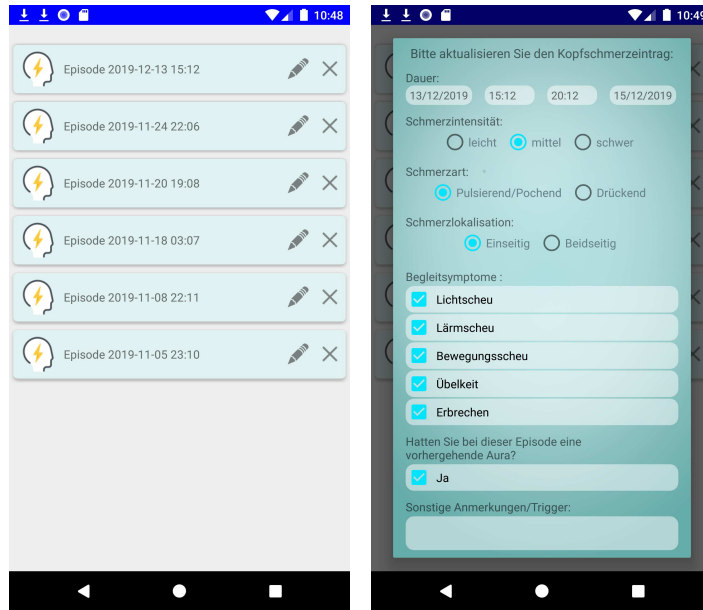 10:48
Episode 2019-12-13 15:12
Episode 2019-11-24 22:06
Episode 2019-11-20 19:08
Episode 2019-11-18 03:07
Episode 2019-11-08 22:11
Episode 2019-11-05 23:10
10:49
Bitte aktualisieren Sie den Kopfschmerzeintrag:
Dauer:
13/12/2019 15:12 20:12 15/12/2019
Schmerzintensität:
leicht mittel schwer
Schmerzart:
Pulsierend/Pochend Drückend
Schmerzlokalisation:
Einseitig Beidseitig
Begleitsymptome :
Lichtscheu
Lärmscheu
Bewegungsscheu
Übelkeit
Erbrechen
Hatten Sie bei dieser Episode eine
vorhergehende Aura?
Ja
Sonstige Anmerkungen/Trigger: